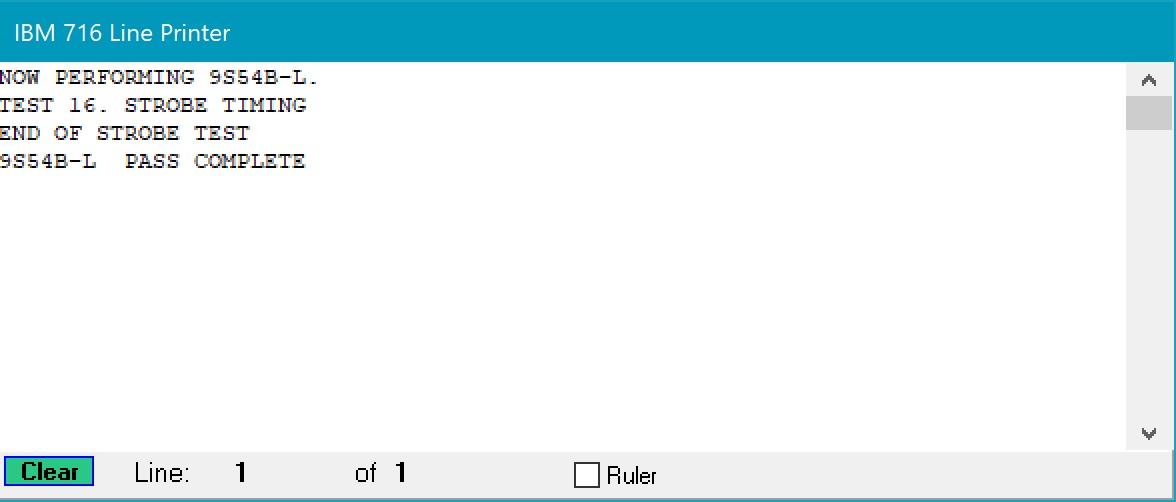 IBM 716 Line Printer
NOW PERFORMING 9S54B-L.
TEST 16. STROBE TIMING
END OF STROBE TEST
9S54B-L  PASS COMPLETE
Clear Line: 1 of 1 Ruler